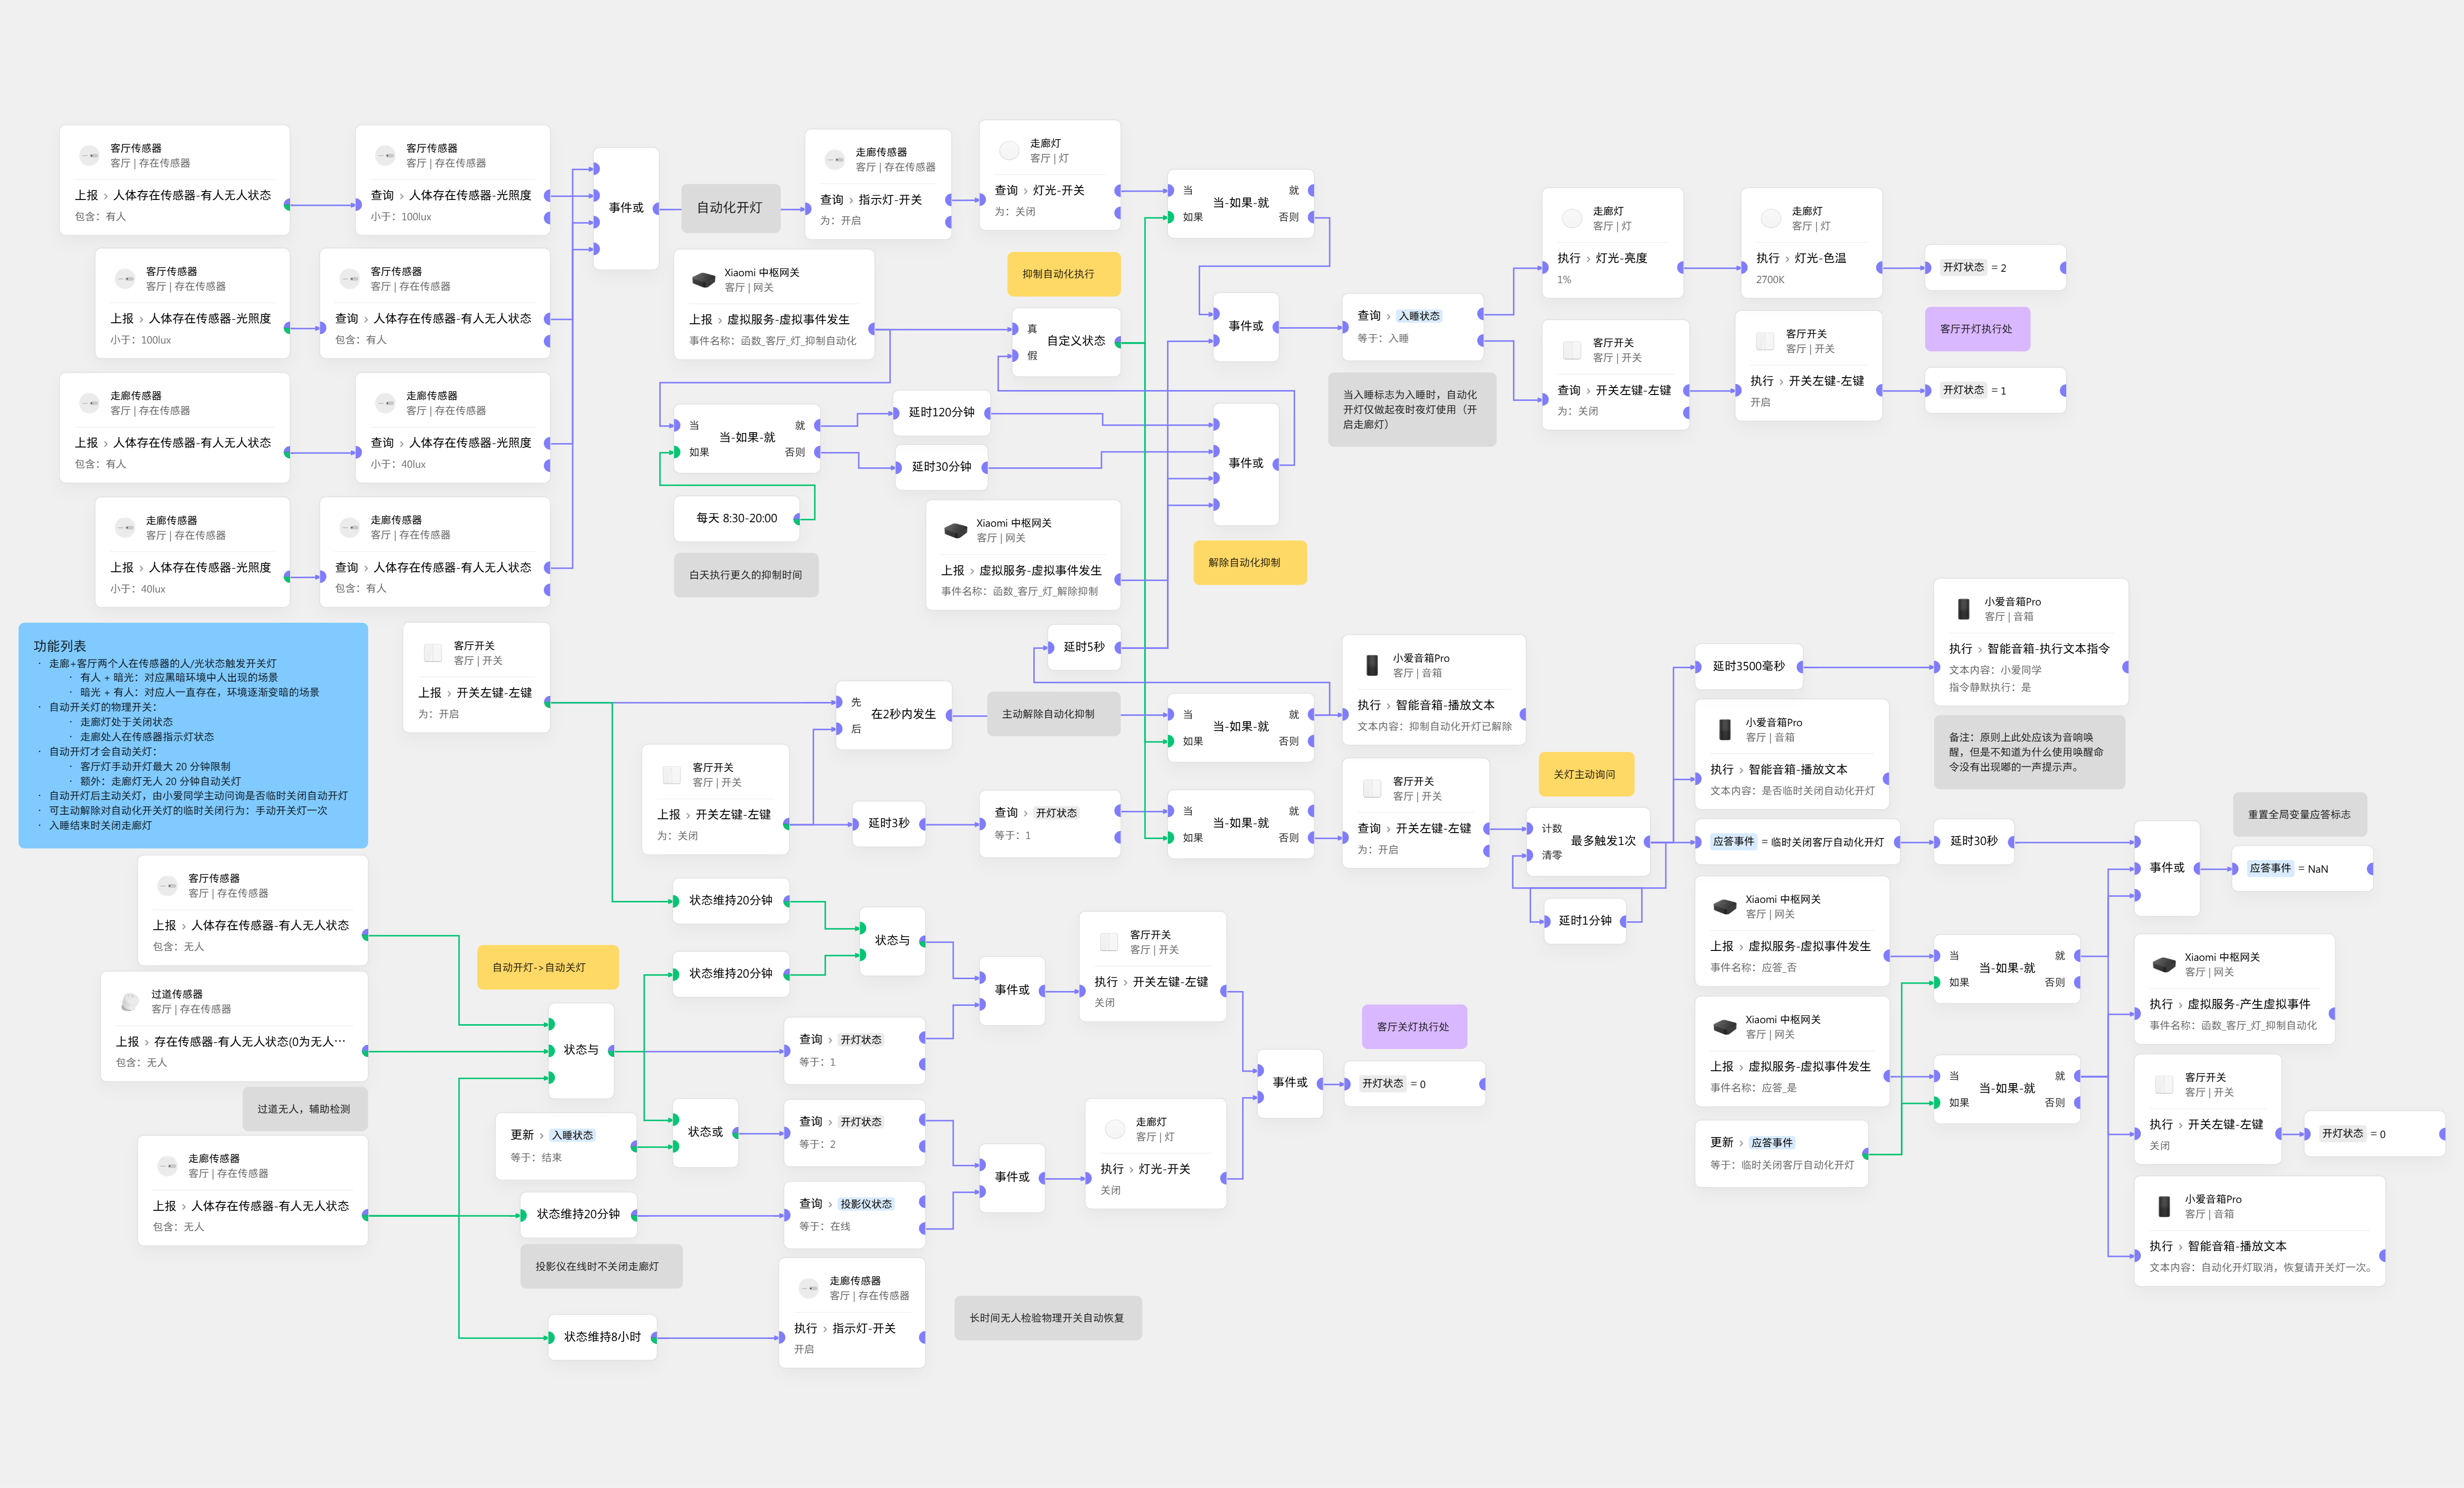 客厅传感器
客厅 | 存在传感器
上报 › 人体存在传感器-有人无人状态
包含：有人
客厅传感器
客厅 | 存在传感器
查询 › 人体存在传感器-光照度
小于：100lux
事件或
自动化开灯
走廊传感器
客厅 | 存在传感器
查询 › 指示灯-开关
为：开启
走廊灯
客厅 | 灯
查询 › 灯光-开关
为：关闭
当 就
当-如果-就
如果 否则
客厅传感器
客厅 | 存在传感器
上报 › 人体存在传感器-光照度
小于：100lux
客厅传感器
客厅 | 存在传感器
查询 › 人体存在传感器-有人无人状态
包含：有人
Xiaomi 中枢网关
客厅 | 网关
上报 › 虚拟服务-虚拟事件发生
事件名称：函数_客厅_灯_抑制自动化
抑制自动化执行
真
自定义状态
假
事件或
查询 › 入睡状态
等于：入睡
当入睡标志为入睡时，自动化
开灯仅做起夜时夜灯使用（开
启走廊灯）
走廊灯
客厅 | 灯
执行 › 灯光-亮度
1%
走廊灯
客厅 | 灯
执行 › 灯光-色温
2700K
开灯状态 = 2
客厅开灯执行处
客厅开关
客厅 | 开关
查询 › 开关左键-左键
为：关闭
客厅开关
客厅 | 开关
执行 › 开关左键-左键
开启
开灯状态 = 1
走廊传感器
客厅 | 存在传感器
上报 › 人体存在传感器-有人无人状态
包含：有人
走廊传感器
客厅 | 存在传感器
查询 › 人体存在传感器-光照度
小于：40lux
当 就
当-如果-就
如果 否则
延时120分钟
延时30分钟
事件或
每天 8:30-20:00
白天执行更久的抑制时间
走廊传感器
客厅 | 存在传感器
上报 › 人体存在传感器-光照度
小于：40lux
走廊传感器
客厅 | 存在传感器
查询 › 人体存在传感器-有人无人状态
包含：有人
Xiaomi 中枢网关
客厅 | 网关
上报 › 虚拟服务-虚拟事件发生
事件名称：函数_客厅_灯_解除抑制
解除自动化抑制
延时5秒
功能列表
· 走廊+客厅两个人在传感器的人/光状态触发开关灯
· 有人 + 暗光：对应黑暗环境中人出现的场景
· 暗光 + 有人：对应人一直存在，环境逐渐变暗的场景
· 自动开关灯的物理开关：
· 走廊灯处于关闭状态
· 走廊处人在传感器指示灯状态
· 自动开灯才会自动关灯：
· 客厅灯手动开灯最大 20 分钟限制
· 额外：走廊灯无人 20 分钟自动关灯
· 自动开灯后主动关灯，由小爱同学主动问询是否临时关闭自动开灯
· 可主动解除对自动化开关灯的临时关闭行为：手动开关灯一次
· 入睡结束时关闭走廊灯
客厅开关
客厅 | 开关
上报 › 开关左键-左键
为：开启
客厅开关
客厅 | 开关
上报 › 开关左键-左键
为：关闭
先
在2秒内发生
后
主动解除自动化抑制
当 就
当-如果-就
如果 否则
小爱音箱Pro
客厅 | 音箱
执行 › 智能音箱-播放文本
文本内容：抑制自动化开灯已解除
延时3秒
查询 › 开灯状态
等于：1
当 就
当-如果-就
如果 否则
客厅开关
客厅 | 开关
查询 › 开关左键-左键
为：开启
关灯主动询问
计数
最多触发1次
清零
延时1分钟
延时3500毫秒
小爱音箱Pro
客厅 | 音箱
执行 › 智能音箱-执行文本指令
文本内容：小爱同学
指令静默执行：是
备注：原则上此处应该为音响唤
醒，但是不知道为什么使用唤醒命
令没有出现嘟的一声提示声。
小爱音箱Pro
客厅 | 音箱
执行 › 智能音箱-播放文本
文本内容：是否临时关闭自动化开灯
应答事件 = 临时关闭客厅自动化开灯
延时30秒
事件或
重置全局变量应答标志
应答事件 = NaN
Xiaomi 中枢网关
客厅 | 网关
上报 › 虚拟服务-虚拟事件发生
事件名称：应答_否
当 就
当-如果-就
如果 否则
Xiaomi 中枢网关
客厅 | 网关
执行 › 虚拟服务-产生虚拟事件
事件名称：函数_客厅_灯_抑制自动化
Xiaomi 中枢网关
客厅 | 网关
上报 › 虚拟服务-虚拟事件发生
事件名称：应答_是
当 就
当-如果-就
如果 否则
客厅开关
客厅 | 开关
执行 › 开关左键-左键
关闭
开灯状态 = 0
更新 › 应答事件
等于：临时关闭客厅自动化开灯
小爱音箱Pro
客厅 | 音箱
执行 › 智能音箱-播放文本
文本内容：自动化开灯取消，恢复请开关灯一次。
客厅传感器
客厅 | 存在传感器
上报 › 人体存在传感器-有人无人状态
包含：无人
过道传感器
客厅 | 存在传感器
上报 › 存在传感器-有人无人状态(0为无人…
包含：无人
过道无人，辅助检测
走廊传感器
客厅 | 存在传感器
上报 › 人体存在传感器-有人无人状态
包含：无人
自动开灯->自动关灯
状态与
状态维持20分钟
状态维持20分钟
状态与
事件或
客厅开关
客厅 | 开关
执行 › 开关左键-左键
关闭
查询 › 开灯状态
等于：1
客厅关灯执行处
事件或
开灯状态 = 0
更新 › 入睡状态
等于：结束
状态或
查询 › 开灯状态
等于：2
事件或
走廊灯
客厅 | 灯
执行 › 灯光-开关
关闭
状态维持20分钟
查询 › 投影仪状态
等于：在线
投影仪在线时不关闭走廊灯
状态维持8小时
走廊传感器
客厅 | 存在传感器
执行 › 指示灯-开关
开启
长时间无人检验物理开关自动恢复